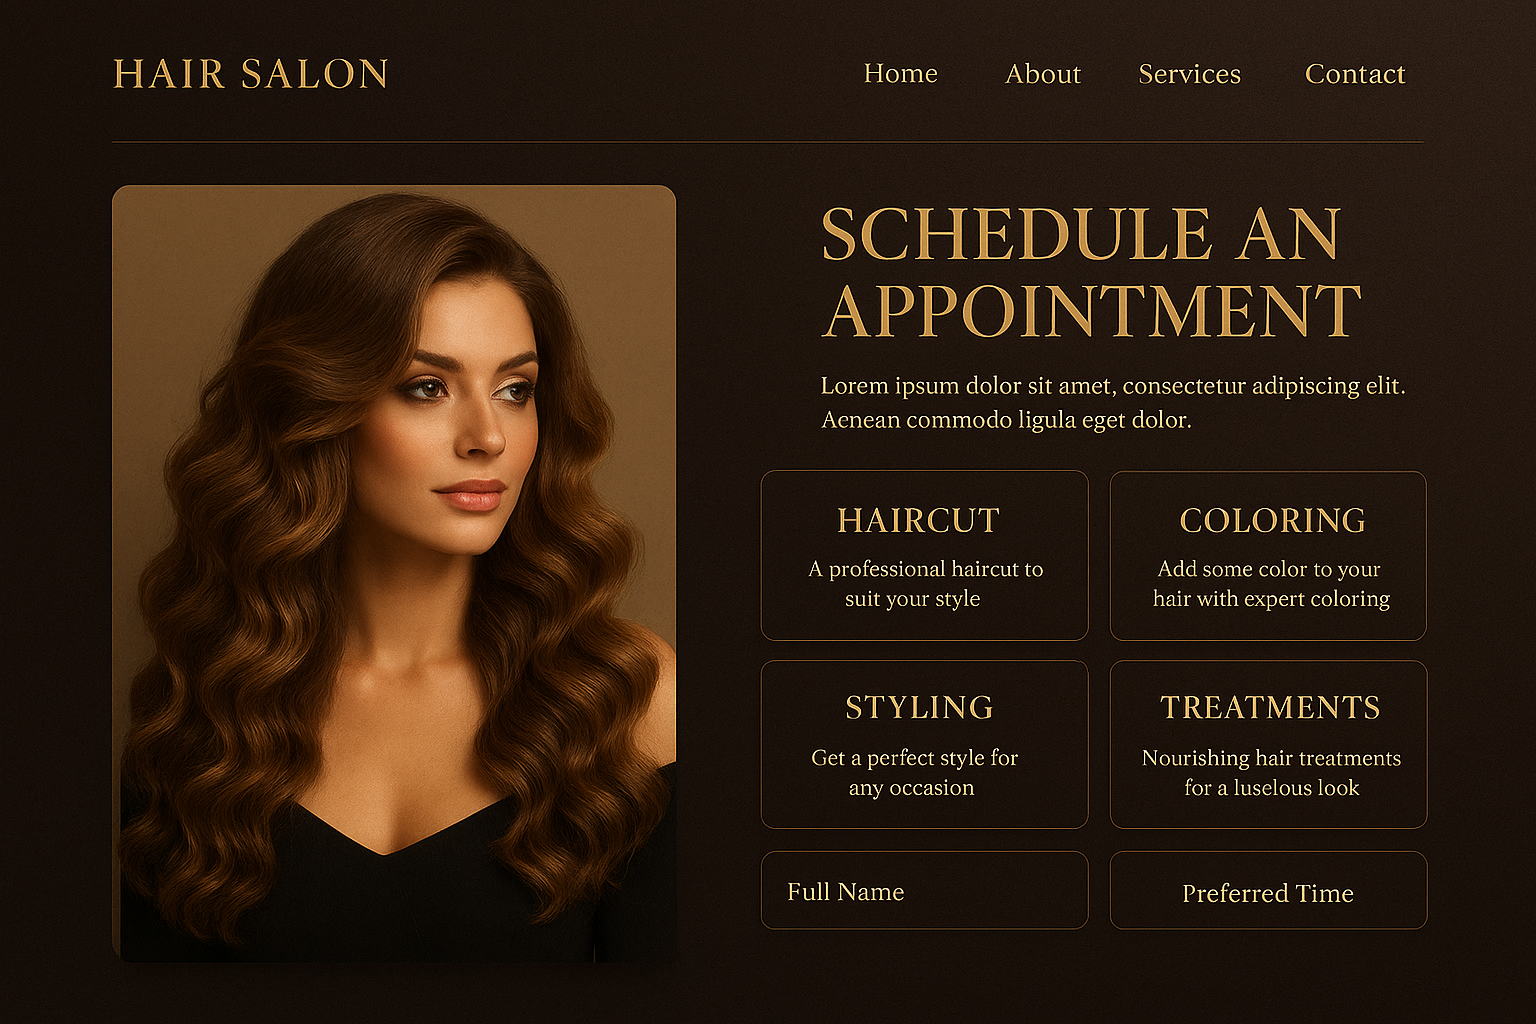 HAIR SALON
Home About Services Contact
SCHEDULE AN
APPOINTMENT
Lorem ipsum dolor sit amet, consectetur adipiscing elit.
Aenean commodo ligula eget dolor.
HAIRCUT
A professional haircut to
suit your style
COLORING
Add some color to your
hair with expert coloring
STYLING
Get a perfect style for
any occasion
TREATMENTS
Nourishing hair treatments
for a luselous look
Full Name
Preferred Time